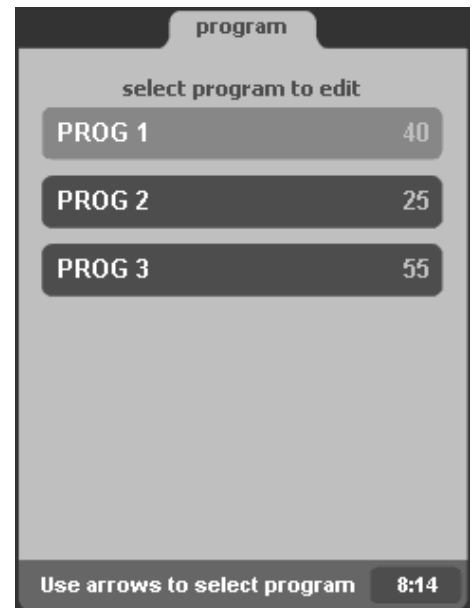 program
select program to edit
PROG 1 40
PROG 2 25
PROG 3 55
Use arrows to select program 8:14